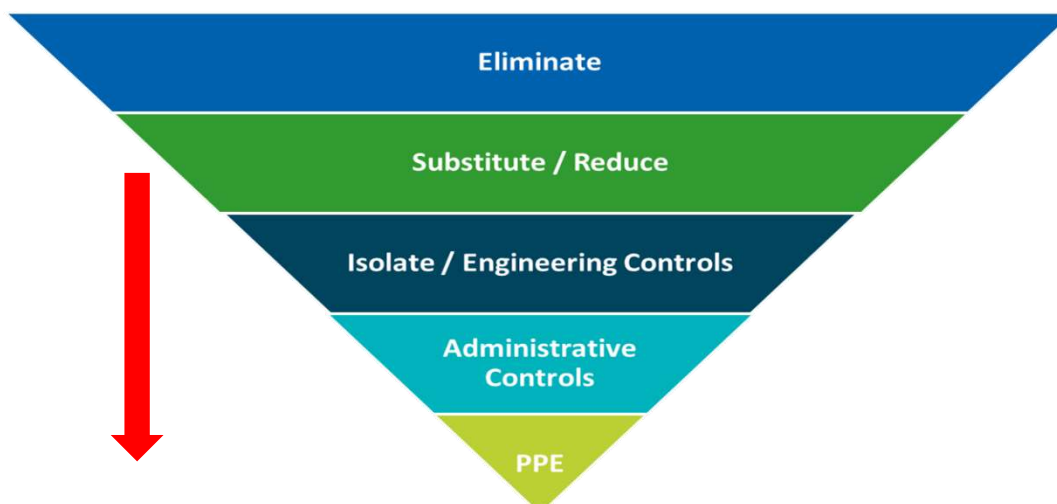 Eliminate
Substitute / Reduce
Isolate / Engineering Controls
Administrative
Controls
PPE